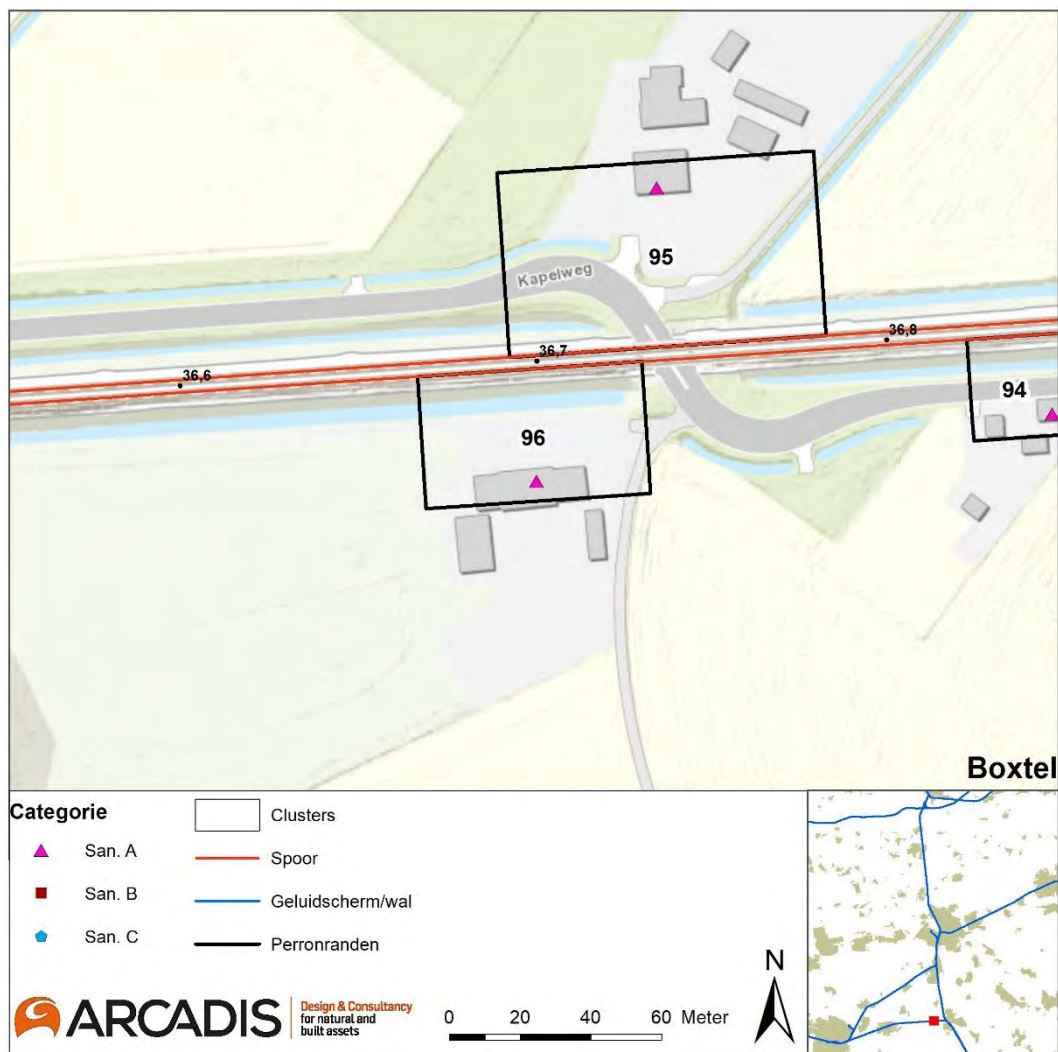 95
Kapelweg
36,8
36,7
36,6
94
96
Boxtel
Categorie
San. A
San. B
San. C
Clusters
Spoor
Geluidscherm/wal
Perronranden
ARCADIS
Design & Consultancy
for natural and
built assets
0 20 40 60 Meter
N